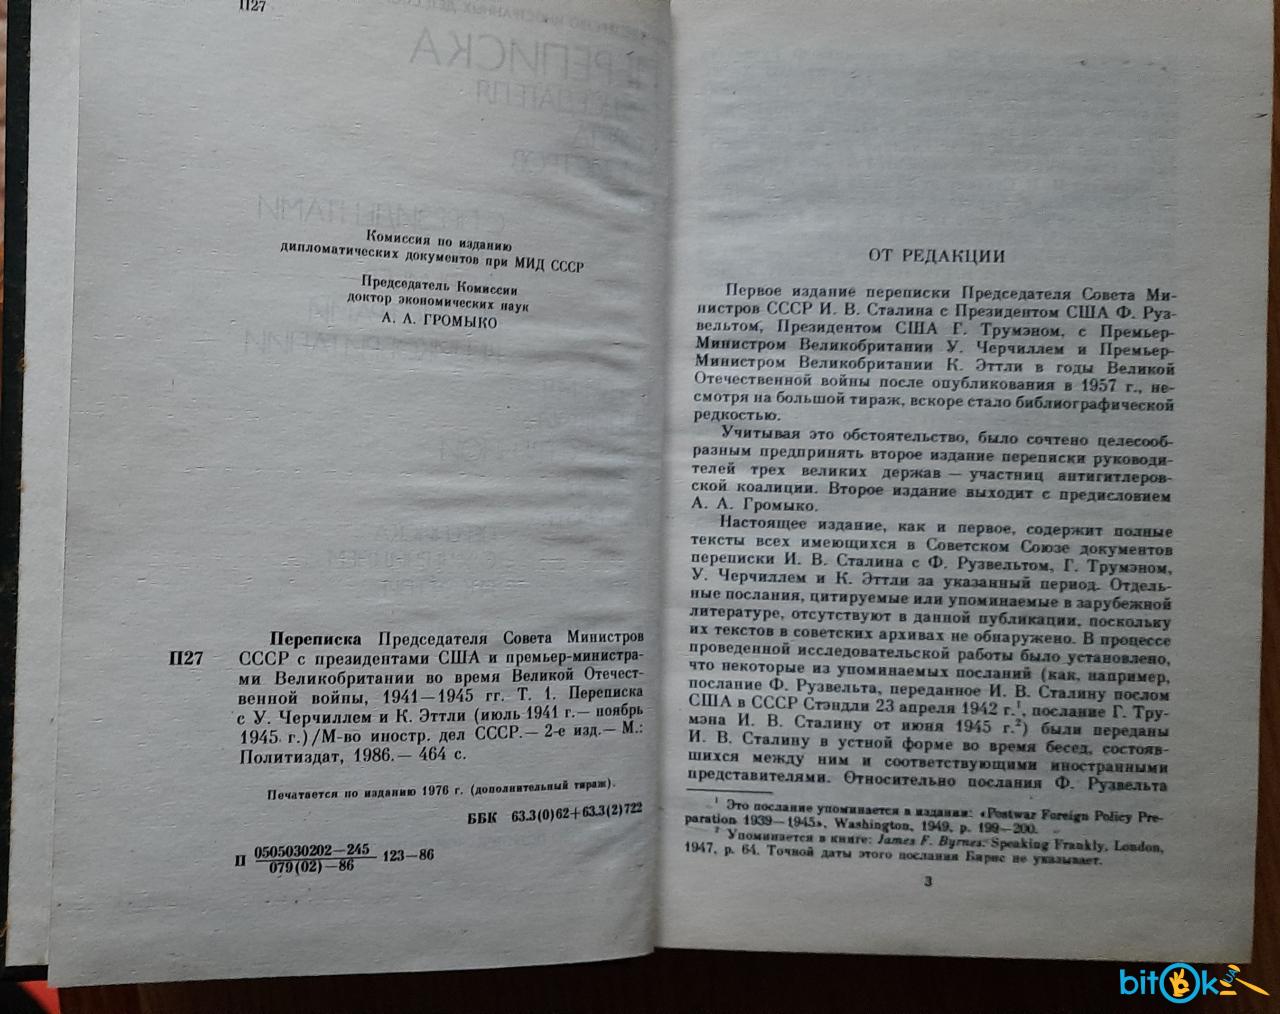 П27
Комиссия по изданию
дипломатических документов при МИД СССР
Председатель Комиссии
доктор экономических наук
А. А. ГРОМЫКО
Переписка Председателя Совета Министров
П27 СССР с президентами США и премьер-министра-
ми Великобритании во время Великой Отечест-
венной войны, 1941—1945 гг. Т. 1. Переписка
с У. Черчиллем и К. Эттли (июль 1941 г.— ноябрь
1945 г.)/М-во иностр. дел СССР.— 2-е изд.— М.:
Политиздат, 1986.— 464 с.
Печатается по изданию 1976 г. (дополнительный тираж).
ББК 63.3(0)62+63.3(2)722
П 0505030202—245
079(02)—86 123—86
ОТ РЕДАКЦИИ
Первое издание переписки Председателя Совета Ми-
нистров СССР И. В. Сталина с Президентом США Ф. Руз-
вельтом, Президентом США Г. Трумэном, с Премьер-
Министром Великобритании У. Черчиллем и Премьер-
Министром Великобритании К. Эттли в годы Великой
Отечественной войны после опубликования в 1957 г., не-
смотря на большой тираж, вскоре стало библиографической
редкостью.
Учитывая это обстоятельство, было сочтено целесооб-
разным предпринять второе издание переписки руководи-
телей трех великих держав — участниц антигитлеров-
ской коалиции. Второе издание выходит с предисловием
А. А. Громыко.
Настоящее издание, как и первое, содержит полные
тексты всех имеющихся в Советском Союзе документов
переписки И. В. Сталина с Ф. Рузвельтом, Г. Трумэном,
У. Черчиллем и К. Эттли за указанный период. Отдель-
ные послания, цитируемые или упоминаемые в зарубежной
литературе, отсутствуют в данной публикации, поскольку
их текстов в советских архивах не обнаружено. В процессе
проведенной исследовательской работы было установлено,
что некоторые из упоминаемых посланий (как, например,
послание Ф. Рузвельта, переданное И. В. Сталину послом
США в СССР Стэндли 23 апреля 1942 г.¹, послание Г. Тру-
мэна И. В. Сталину от июня 1945 г.²) были переданы
И. В. Сталину в устной форме во время бесед, состояв-
шихся между ним и соответствующими иностранными
представителями. Относительно послания Ф. Рузвельта
¹ Это послание упоминается в издании: «Postwar Foreign Policy Pre-
paration 1939—1945», Washington, 1949, p. 199—200.
² Упоминается в книге: James F. Byrnes. Speaking Frankly, London,
1947, p. 64. Точной даты этого послания Бирнс не указывает.
3
bitOk UA